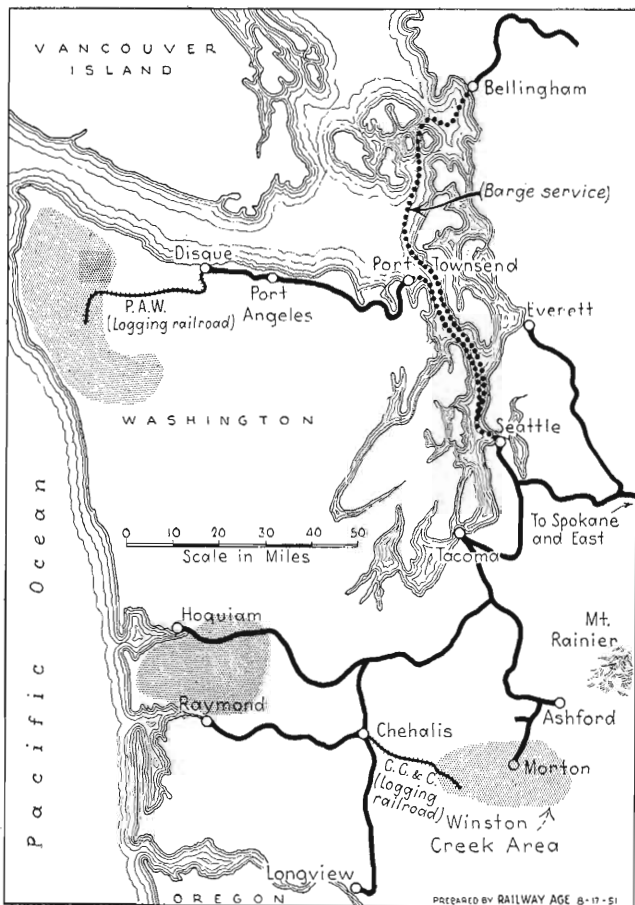 VANCOUVER
ISLAND
Bellingham
(Barge service)
Disque
Port
Angeles
Port Townsend
P.A.W.
(Logging railroad)
Everett
WASHINGTON
Seattle
To Spokane
and East
0 10 20 30 40 50
Scale in Miles
Tacoma
Pacific Ocean
Hoquiam
Mt.
Rainier
Raymond
Chehalis
Ashford
C.C.& C.
(Logging
railroad)
Morton
Winston
Creek Area
Longview
OREGON
PREPARED BY RAILWAY AGE 8-17-51